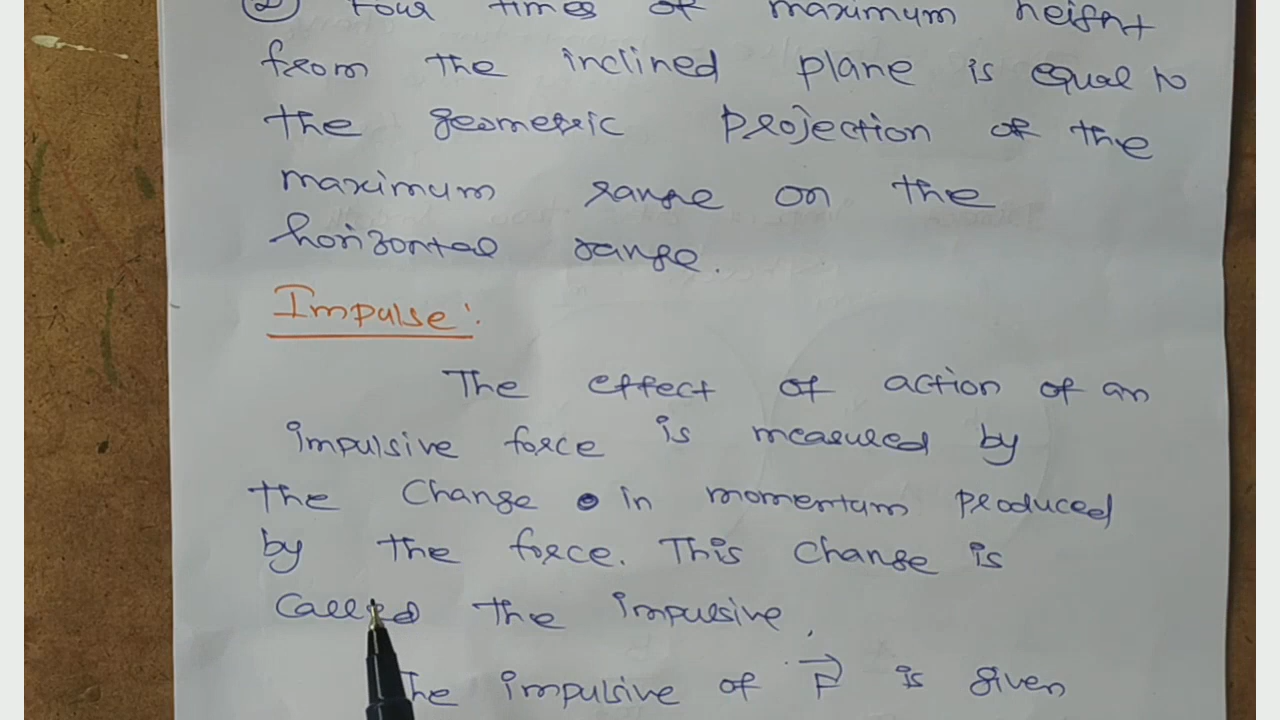 ② Four times of maximum height
from the inclined plane is equal to
the geometric projection of the
maximum range on the
horizontal range.
Impulse:
The effect of action of an
impulsive force is measured by
the change in momentum produced
by the force. This change is
called the impulsive.
The impulsive of F⃗ is given